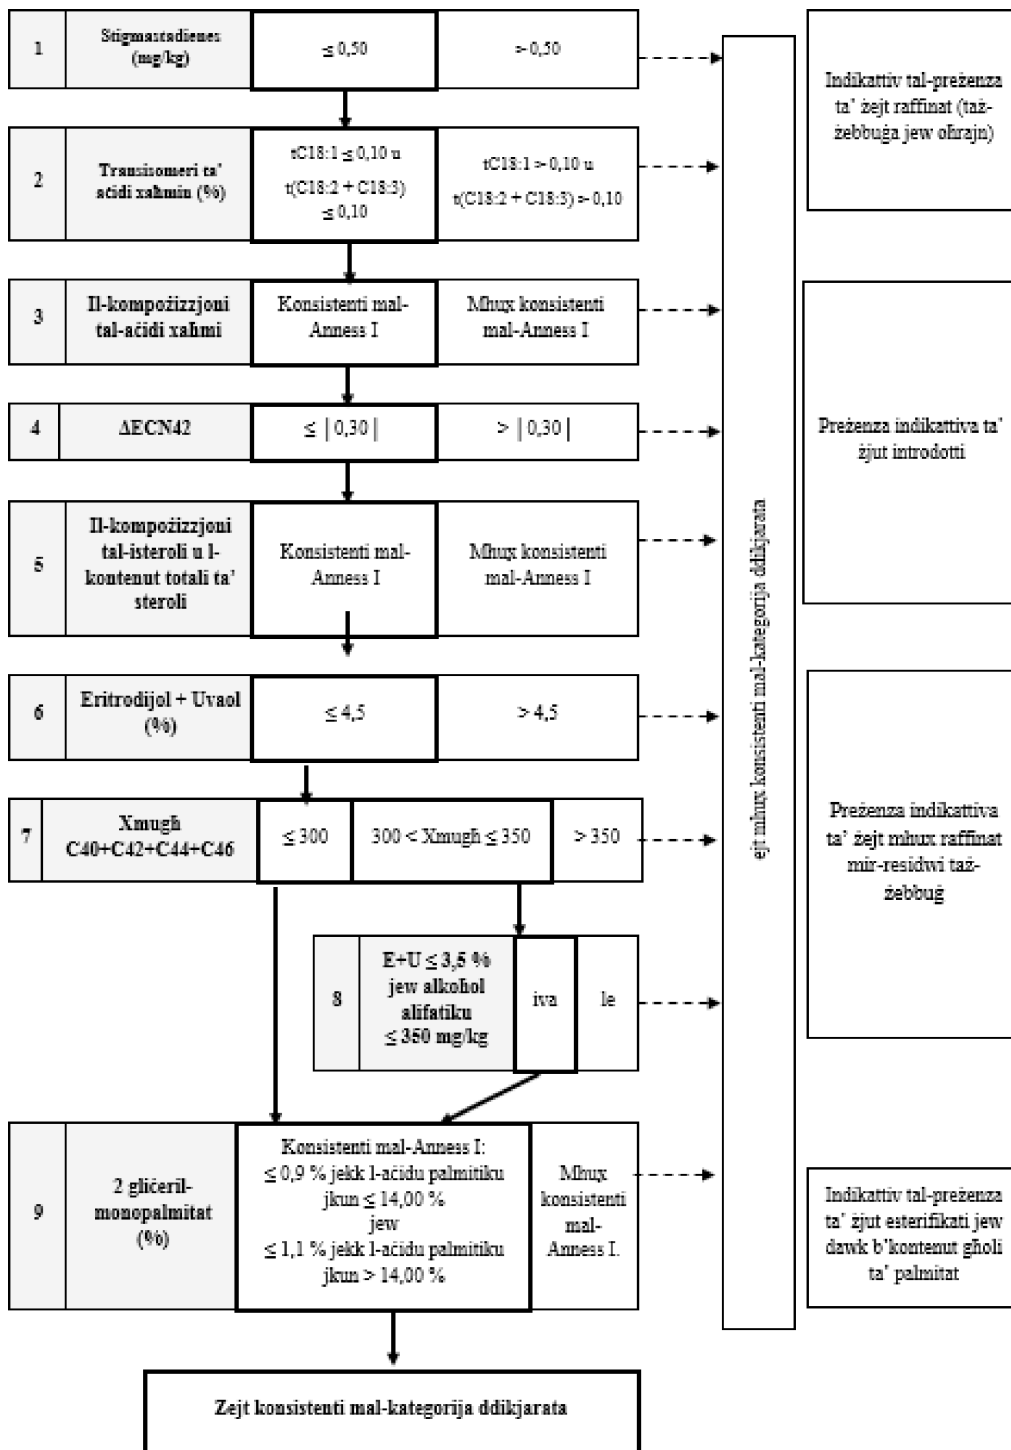 1
Stigmastadienes
(mg/kg)
≤ 0,50
> 0,50
2
Transisomeri ta'
aċidi xaħmin (%)
tC18:1 ≤ 0,10 u
t(C18:2 + C18:3)
≤ 0,10
tC18:1 > 0,10 u
t(C18:2 + C18:3) > 0,10
Indikattiv tal-preżenza
ta' żejt raffinat (taż-
żebbuġa jew oħrajn)
3
Il-kompożizzjoni
tal-aċidi xaħmi
Konsistenti mal-
Anness I
Mhux konsistenti
mal-Anness I
4
ΔECN42
≤ | 0,30 |
> | 0,30 |
Preżenza indikattiva ta'
żjut introdotti
5
Il-kompożizzjoni
tal-isteroli u l-
kontenut totali ta'
steroli
Konsistenti mal-
Anness I
Mhux konsistenti
mal-Anness I
6
Eritrodijol + Uvaol
(%)
≤ 4,5
> 4,5
7
Xmugħ
C40+C42+C44+C46
≤ 300
300 < Xmugħ ≤ 350
> 350
Preżenza indikattiva
ta' żejt mhux raffinat
mir-residwi taż-
żebbuġ
8
E+U ≤ 3,5 %
jew alkoħol
alifatiku
≤ 350 mg/kg
iva
le
9
2 gliċeril-
monopalmitat
(%)
Konsistenti mal-Anness I:
≤ 0,9 % jekk l-aċidu palmitiku
jkun ≤ 14,00 %
jew
≤ 1,1 % jekk l-aċidu palmitiku
jkun > 14,00 %
Mhux
konsistenti
mal-
Anness I.
Indikattiv tal-preżenza
ta' żjut esterifikati jew
dawk b'kontenut għoli
ta' palmitat
ejt mhux konsistenti mal-kategorija ddikjarata
Zejt konsistenti mal-kategorija ddikjarata